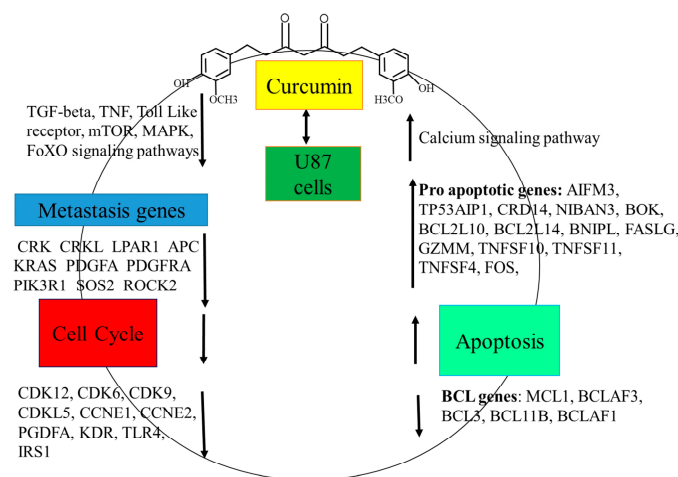 O O
OH
OCH3
H3CO
OH
Curcumin
U87
cells
TGF-beta, TNF, Toll Like
receptor, mTOR, MAPK,
FoXO signaling pathways
Metastasis genes
CRK CRKL LPAR1 APC
KRAS PDGFA PDGFRA
PIK3R1 SOS2 ROCK2
Cell Cycle
CDK12, CDK6, CDK9,
CDKL5, CCNE1, CCNE2,
PGDFA, KDR, TLR4,
IRS1
Calcium signaling pathway
Pro apoptotic genes: AIFM3,
TP53AIP1, CRD14, NIBAN3, BOK,
BCL2L10, BCL2L14, BNIPL, FASLG,
GZMM, TNFSF10, TNFSF11,
TNFSF4, FOS,
Apoptosis
BCL genes: MCL1, BCLAF3,
BCL3, BCL11B, BCLAF1